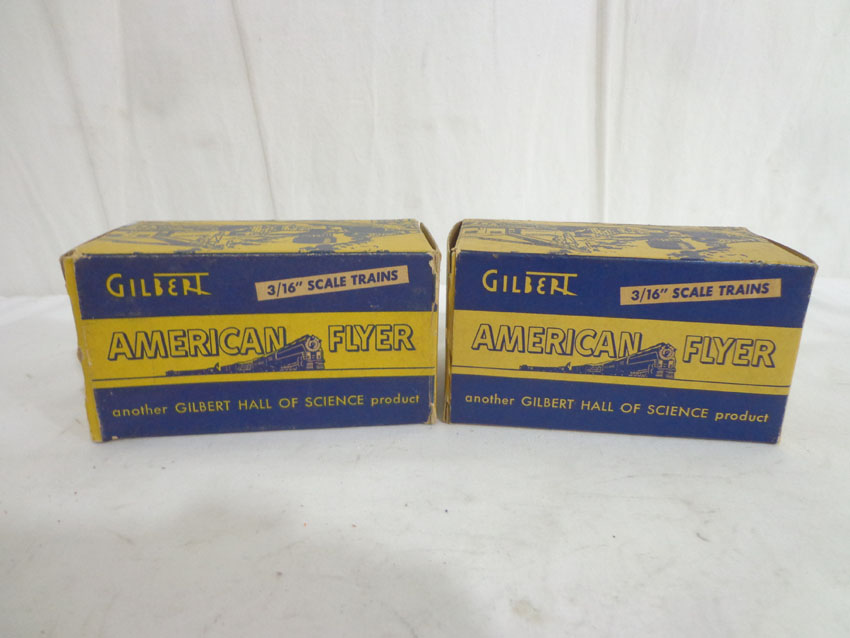 GILBERT
3/16" SCALE TRAINS
AMERICAN FLYER
another GILBERT HALL OF SCIENCE product
GILBERT
3/16" SCALE TRAINS
AMERICAN FLYER
another GILBERT HALL OF SCIENCE product